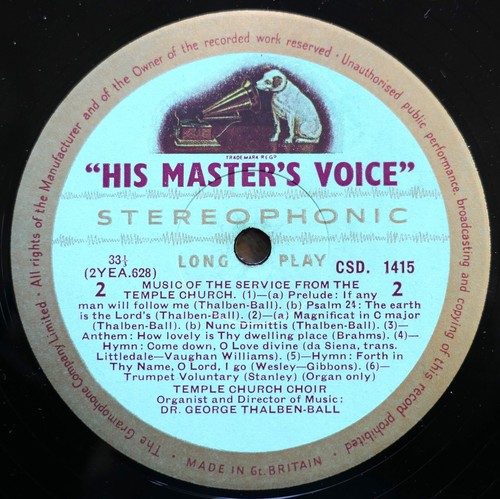 All rights of the Manufacturer and of the Owner of the recorded work reserved · Unauthorised public performance, broadcasting and copying of this record prohibited · The Gramophone Company Limited ·
TRADE MARK REGD
"HIS MASTER'S VOICE"
STEREOPHONIC
33⅓ LONG PLAY CSD. 1415
(2YEA.628)
2 MUSIC OF THE SERVICE FROM THE 2
TEMPLE CHURCH. (1)—(a) Prelude: If any
man will follow me (Thalben-Ball). (b) Psalm 24: The earth
is the Lord's (Thalben-Ball). (2)—(a) Magnificat in C major
(Thalben-Ball). (b) Nunc Dimittis (Thalben-Ball). (3)—
Anthem: How lovely is Thy dwelling place (Brahms). (4)—
Hymn: Come down, O Love divine (da Siena, trans.
Littledale—Vaughan Williams). (5)—Hymn: Forth in
Thy Name, O Lord, I go (Wesley—Gibbons). (6)—
Trumpet Voluntary (Stanley) (Organ only)
TEMPLE CHURCH CHOIR
Organist and Director of Music:
DR. GEORGE THALBEN-BALL
MADE IN Gt. BRITAIN